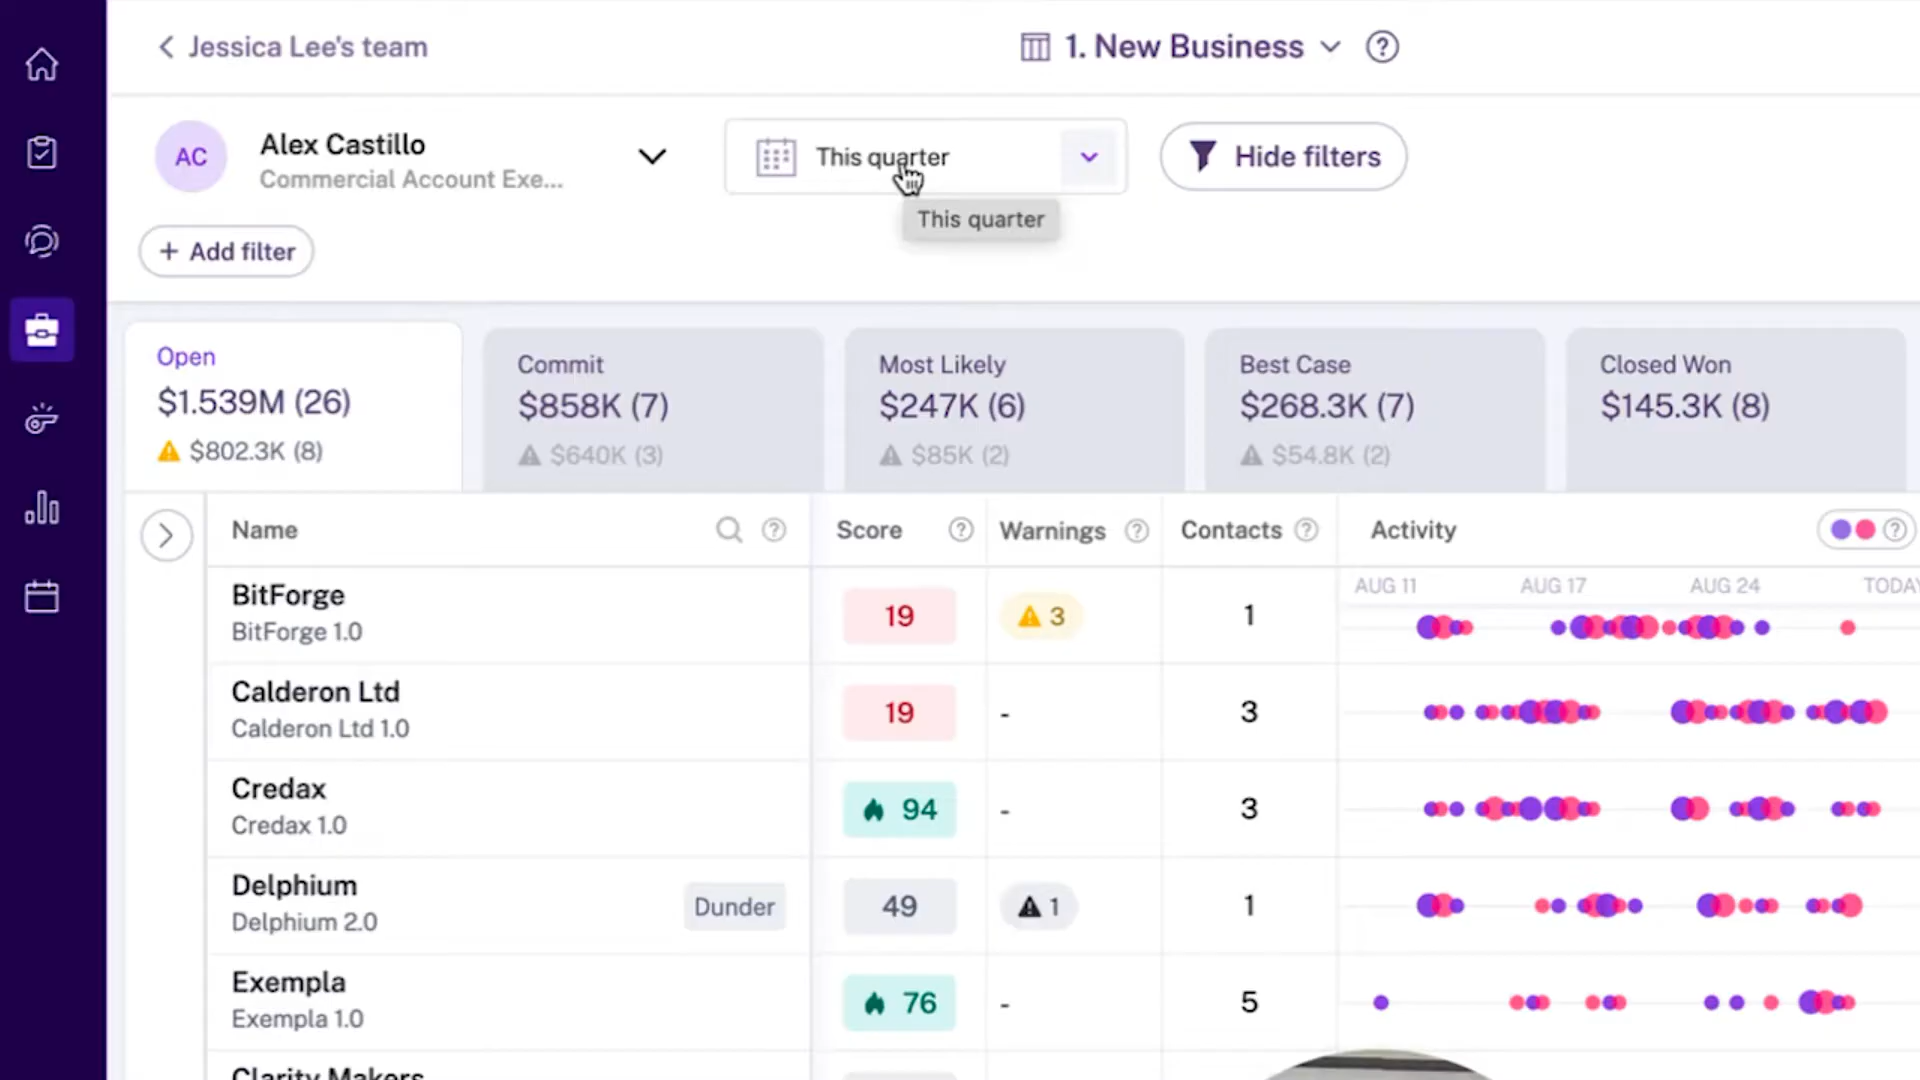 Jessica Lee's team
1. New Business
AC
Alex Castillo
Commercial Account Exe...
This quarter
Hide filters
This quarter
+ Add filter
Open
$1.539M (26)
$802.3K (8)
Commit
$858K (7)
$640K (3)
Most Likely
$247K (6)
$85K (2)
Best Case
$268.3K (7)
$54.8K (2)
Closed Won
$145.3K (8)
Name
Score
Warnings
Contacts
Activity
AUG 11
AUG 17
AUG 24
TODAY
BitForge
BitForge 1.0
19
3
1
Calderon Ltd
Calderon Ltd 1.0
19
-
3
Credax
Credax 1.0
94
-
3
Delphium
Delphium 2.0
Dunder
49
1
1
Exempla
Exempla 1.0
76
-
5
Clarity Makers